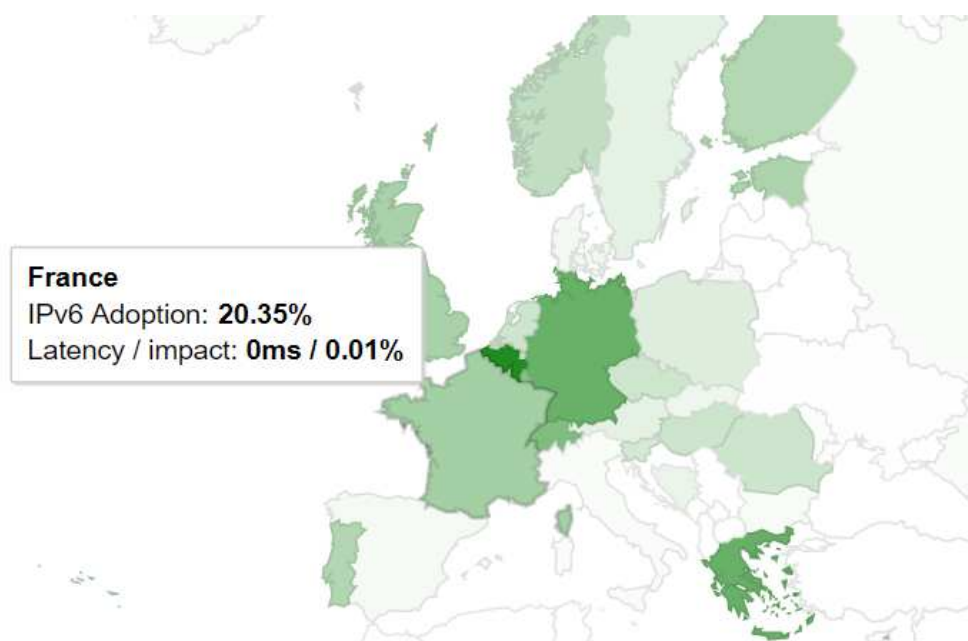 France
IPv6 Adoption: 20.35%
Latency / impact: 0ms / 0.01%